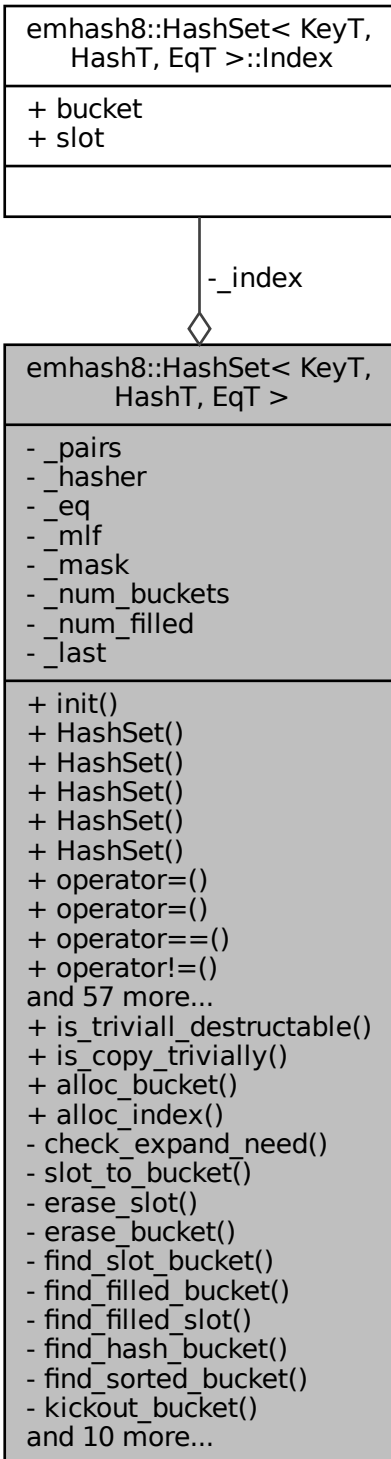 emhash8::HashSet< KeyT,
HashT, EqT >::Index
+ bucket
+ slot
-_index
emhash8::HashSet< KeyT,
HashT, EqT >
- _pairs
- _hasher
- _eq
- _mlf
- _mask
- _num_buckets
- _num_filled
- _last
+ init()
+ HashSet()
+ HashSet()
+ HashSet()
+ HashSet()
+ HashSet()
+ operator=()
+ operator=()
+ operator==()
+ operator!=()
and 57 more...
+ is_triviall_destructable()
+ is_copy_trivially()
+ alloc_bucket()
+ alloc_index()
- check_expand_need()
- slot_to_bucket()
- erase_slot()
- erase_bucket()
- find_slot_bucket()
- find_filled_bucket()
- find_filled_slot()
- find_hash_bucket()
- find_sorted_bucket()
- kickout_bucket()
and 10 more...